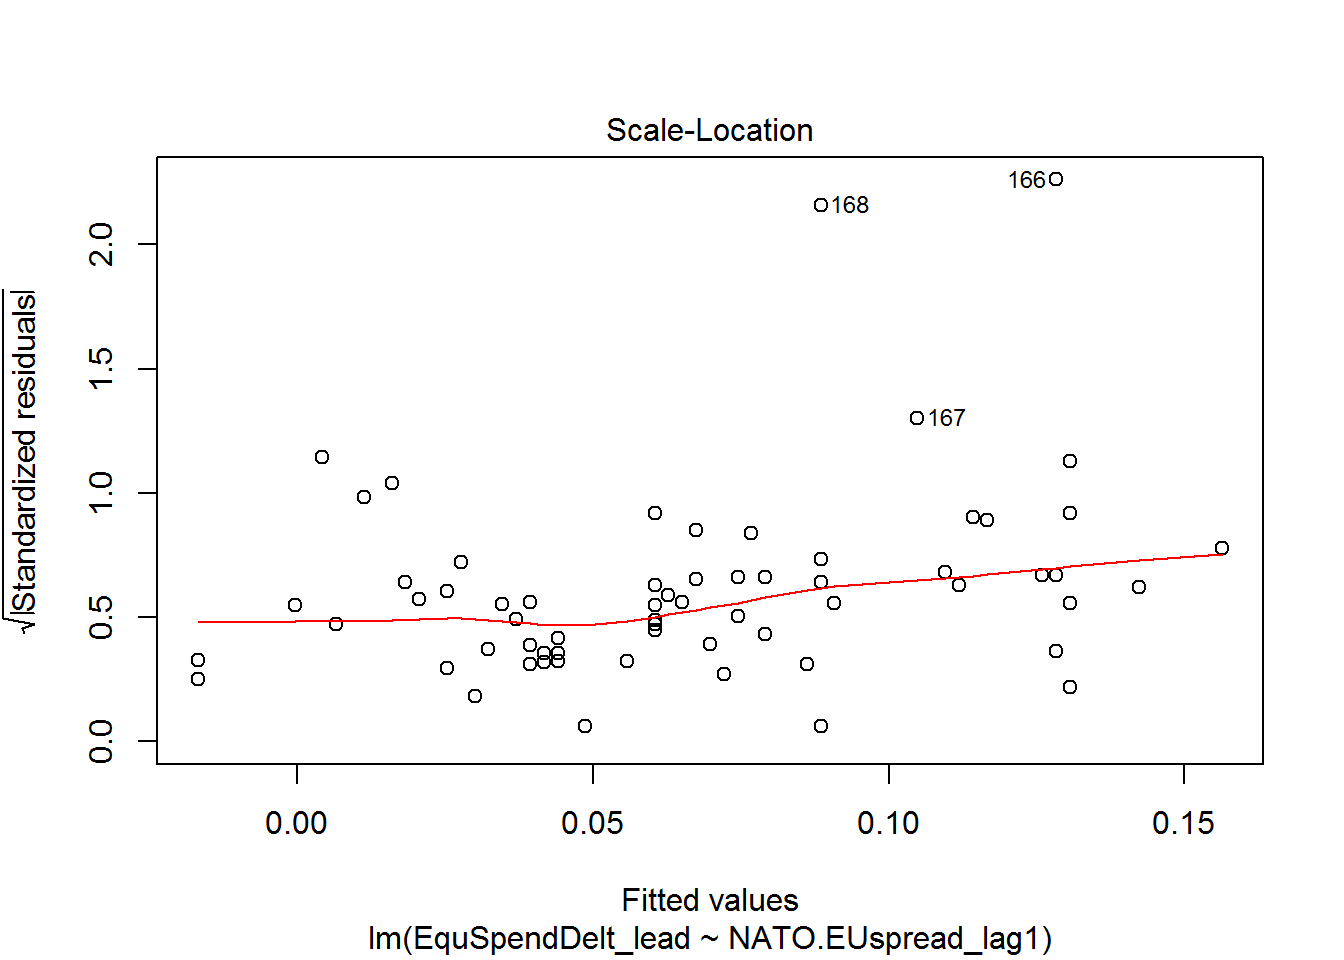 Scale-Location
166
168
167
√|Standardized residuals|
2.0
1.5
1.0
0.5
0.0
0.00 0.05 0.10 0.15
Fitted values
lm(EquSpendDelt_lead ~ NATO.EUspread_lag1)